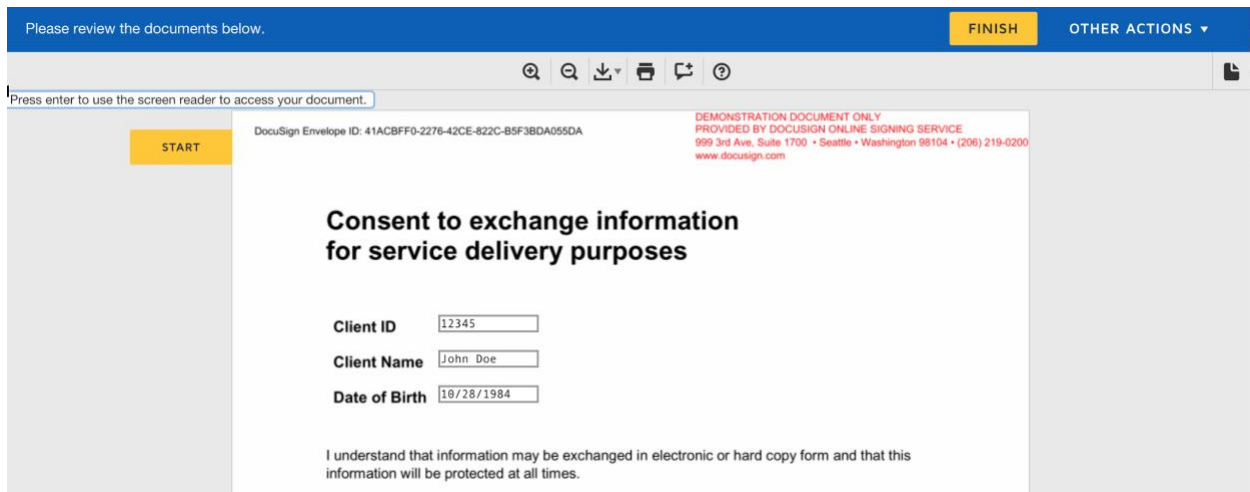 Please review the documents below.
FINISH
OTHER ACTIONS
Press enter to use the screen reader to access your document.
START
DocuSign Envelope ID: 41ACBFF0-2276-42CE-822C-B5F3BDA055DA
DEMONSTRATION DOCUMENT ONLY
PROVIDED BY DOCUSIGN ONLINE SIGNING SERVICE
999 3rd Ave, Suite 1700 • Seattle • Washington 98104 • (206) 219-0200
www.docusign.com
Consent to exchange information
for service delivery purposes
Client ID 12345
Client Name John Doe
Date of Birth 10/28/1984
I understand that information may be exchanged in electronic or hard copy form and that this
information will be protected at all times.